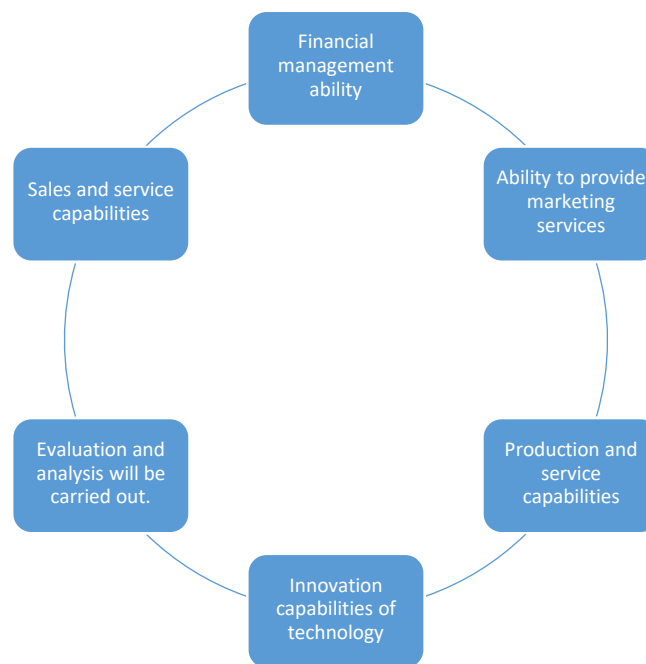 Financial
management
ability
Ability to provide
marketing
services
Production and
service
capabilities
Innovation
capabilities of
technology
Evaluation and
analysis will be
carried out.
Sales and service
capabilities